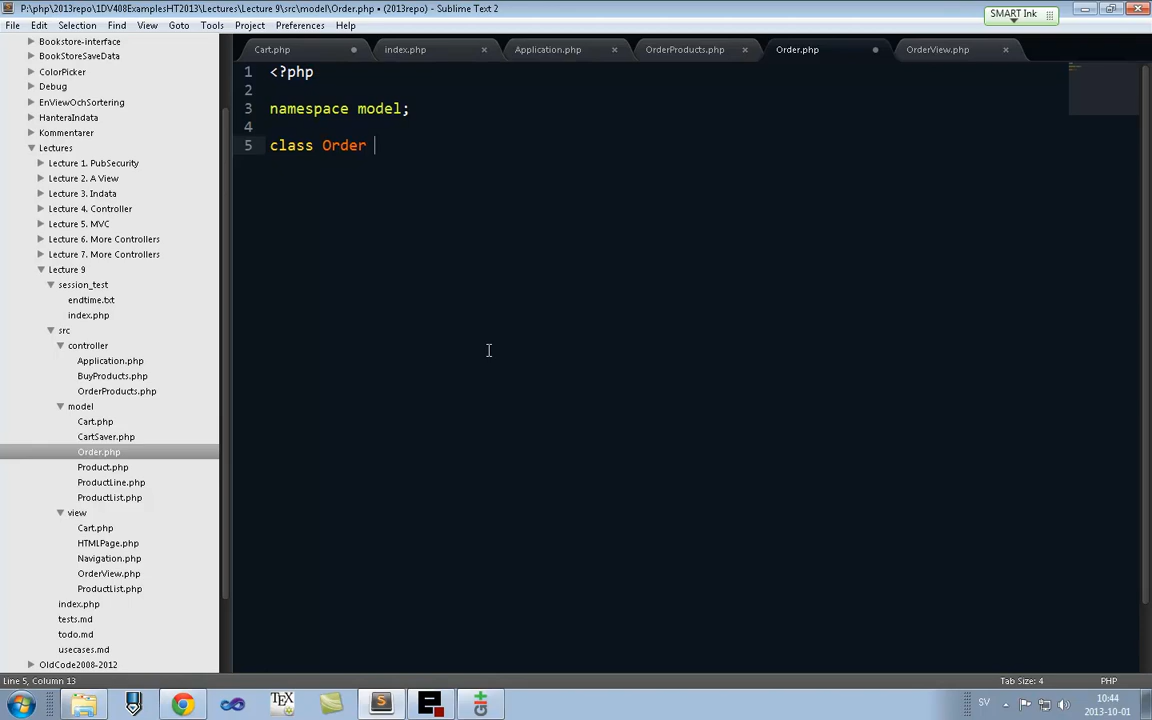 P:\php\2013repo\1DV408ExamplesHT2013\Lectures\Lecture 9\src\model\Order.php • (2013repo) - Sublime Text 2
SMART Ink
File Edit Selection Find View Goto Tools Project Preferences Help
Bookstore-interface
BookStoreSaveData
ColorPicker
Debug
EnViewOchSortering
HanteraIndata
Kommentarer
Lectures
Lecture 1. PubSecurity
Lecture 2. A View
Lecture 3. Indata
Lecture 4. Controller
Lecture 5. MVC
Lecture 6. More Controllers
Lecture 7. More Controllers
Lecture 9
session_test
endtime.txt
index.php
src
controller
Application.php
BuyProducts.php
OrderProducts.php
model
Cart.php
CartSaver.php
Order.php
Product.php
ProductLine.php
ProductList.php
view
Cart.php
HTMLPage.php
Navigation.php
OrderView.php
ProductList.php
index.php
tests.md
todo.md
usecases.md
OldCode2008-2012
Cart.php index.php Application.php OrderProducts.php Order.php OrderView.php
1 <?php
2
3 namespace model;
4
5 class Order
Line 5, Column 13 Tab Size: 4 PHP
SV 10:44
2013-10-01